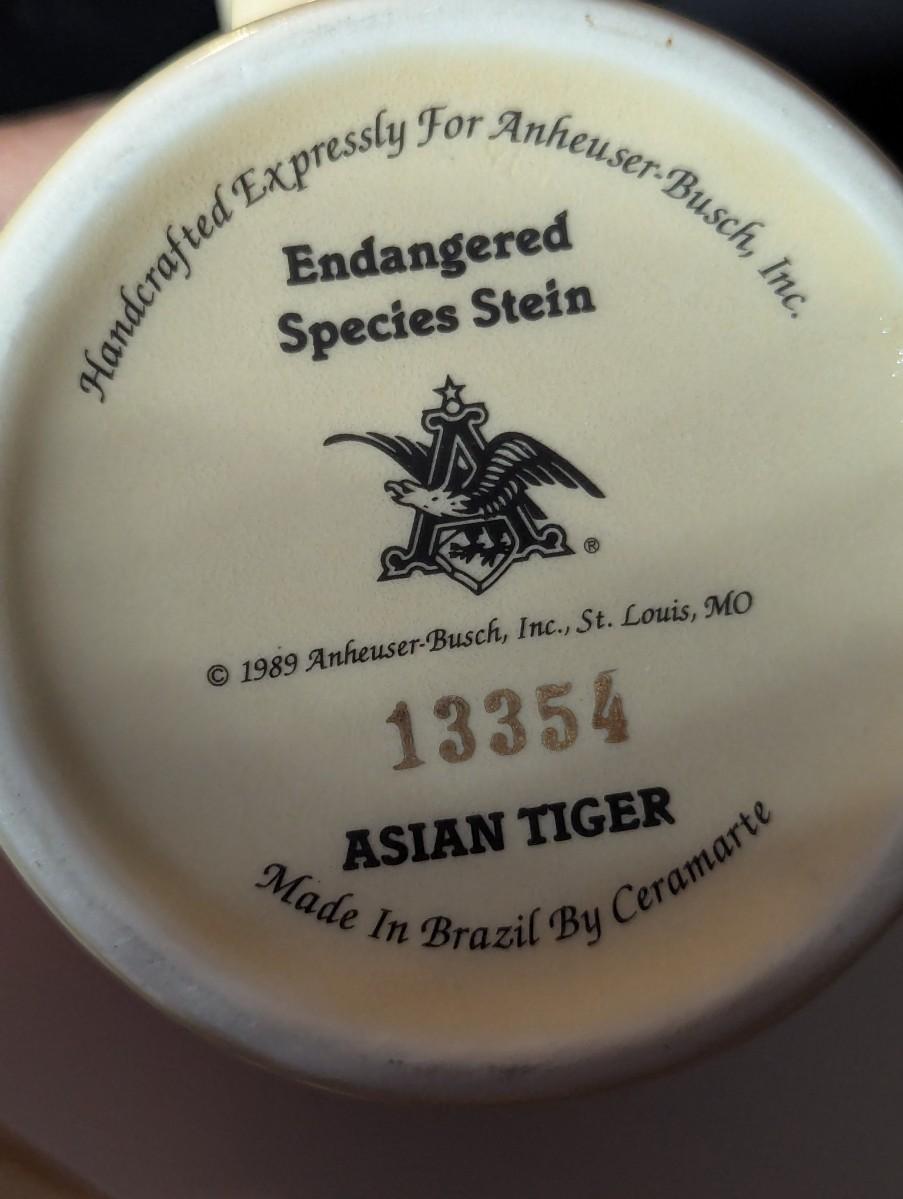 Handcrafted Expressly For Anheuser-Busch, Inc.
Endangered
Species Stein
A
®
© 1989 Anheuser-Busch, Inc., St. Louis, MO
13354
ASIAN TIGER
Made In Brazil By Ceramarte